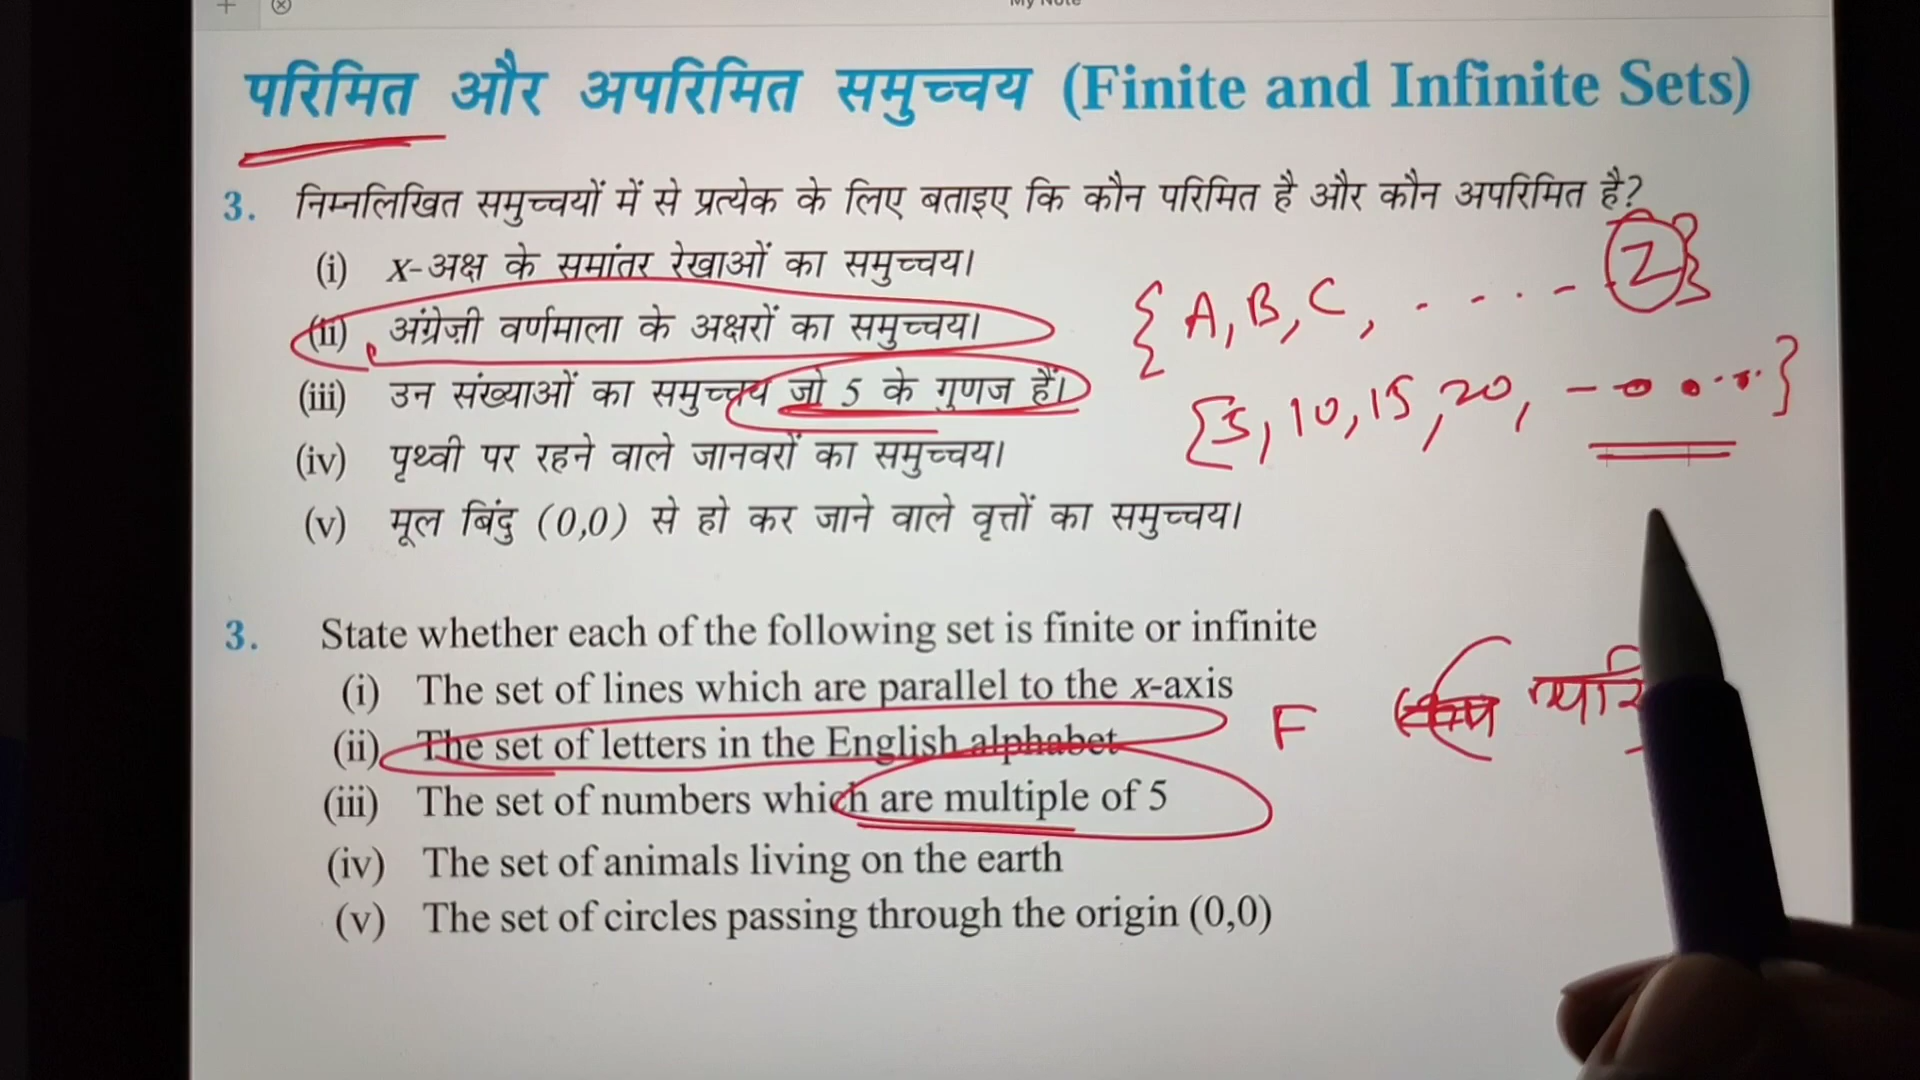 My Note
परिमित और अपरिमित समुच्चय (Finite and Infinite Sets)
3. निम्नलिखित समुच्चयों में से प्रत्येक के लिए बताइए कि कौन परिमित है और कौन अपरिमित है?
(i) x-अक्ष के समांतर रेखाओं का समुच्चय।
(ii) अंग्रेज़ी वर्णमाला के अक्षरों का समुच्चय।
{A, B, C, . - - . - . Z}
(iii) उन संख्याओं का समुच्चय जो 5 के गुणज हैं।
{5, 10, 15, 20, - - . . . .}
(iv) पृथ्वी पर रहने वाले जानवरों का समुच्चय।
(v) मूल बिंदु (0,0) से हो कर जाने वाले वृत्तों का समुच्चय।
3. State whether each of the following set is finite or infinite
(i) The set of lines which are parallel to the x-axis
(ii) The set of letters in the English alphabet F
(iii) The set of numbers which are multiple of 5
(iv) The set of animals living on the earth
(v) The set of circles passing through the origin (0,0)